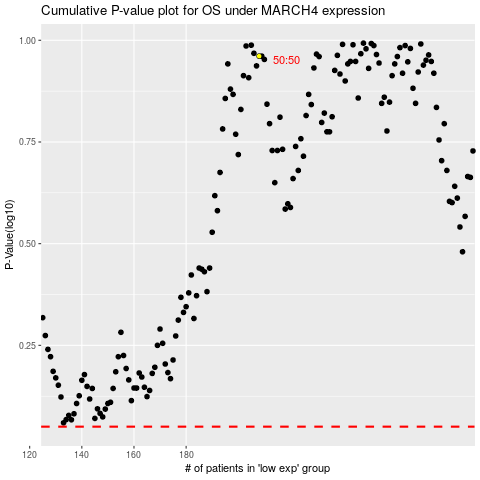 Cumulative P-value plot for OS under MARCH4 expression
1.00
50:50
0.75
P-Value(log10)
0.50
0.25
120 140 160 180
# of patients in 'low exp' group